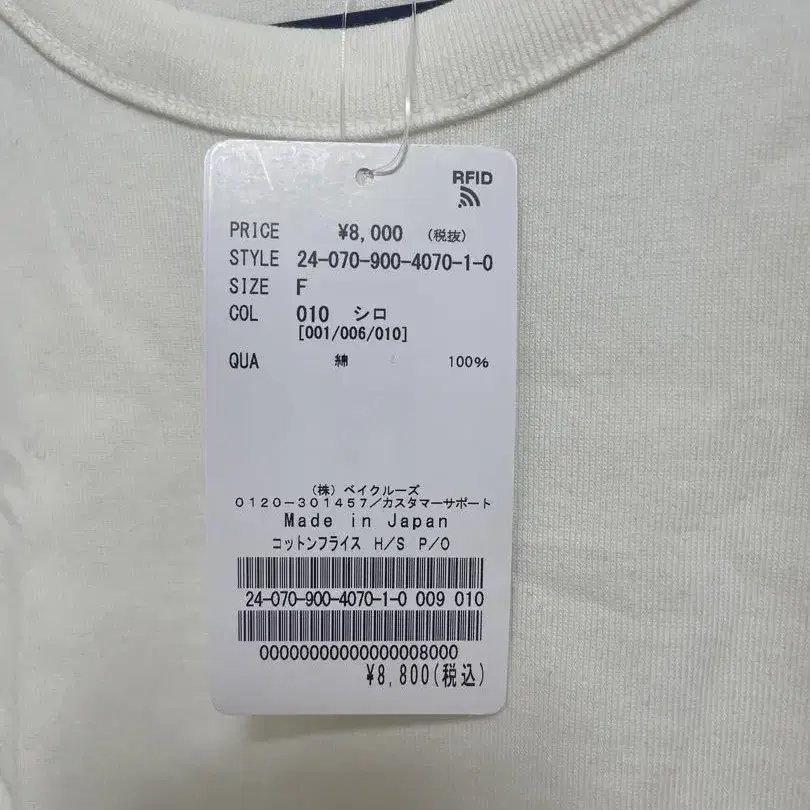 RFID
PRICE ¥8,000 (税抜)
STYLE 24-070-900-4070-1-0
SIZE F
COL 010 シロ
[001/006/010]
QUA 綿 100%
(株) ベイクルーズ
0120-301457/カスタマーサポート
Made in Japan
コットンフライス H/S P/O
24-070-900-4070-1-0 009 010
00000000000000008000
¥8,800(税込)